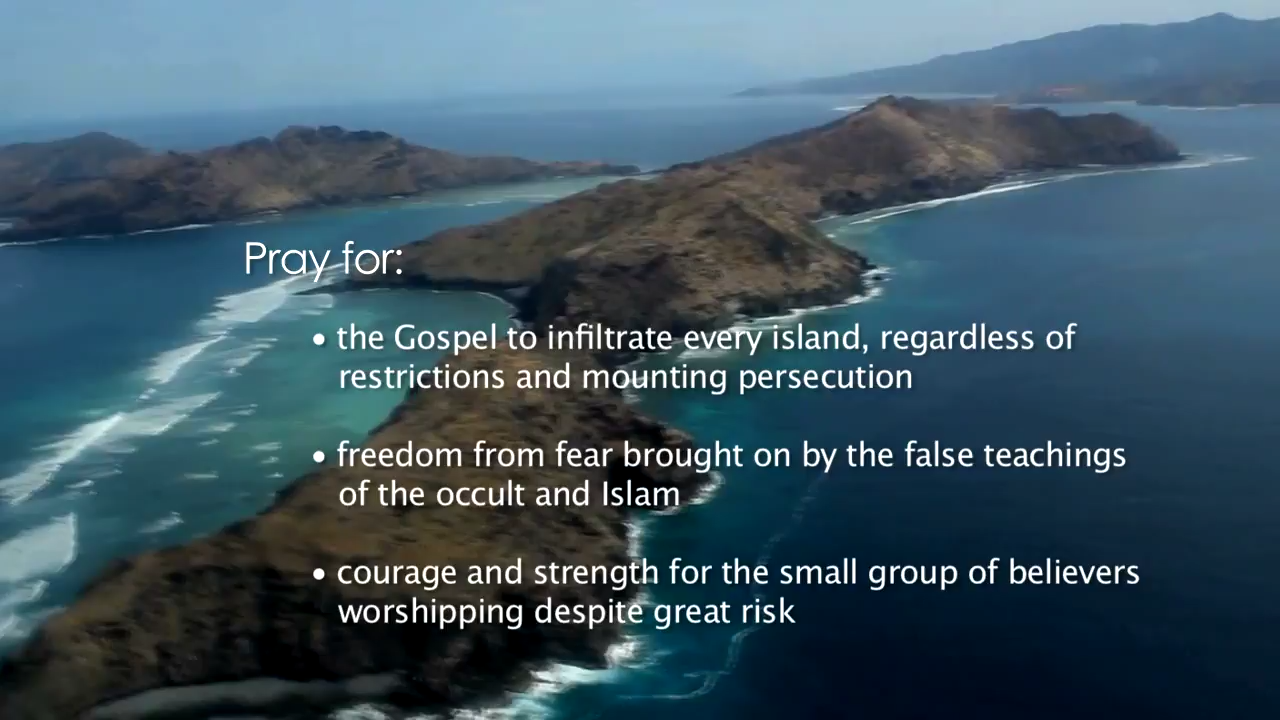 Pray for:
• the Gospel to infiltrate every island, regardless of
restrictions and mounting persecution
• freedom from fear brought on by the false teachings
of the occult and Islam
• courage and strength for the small group of believers
worshipping despite great risk